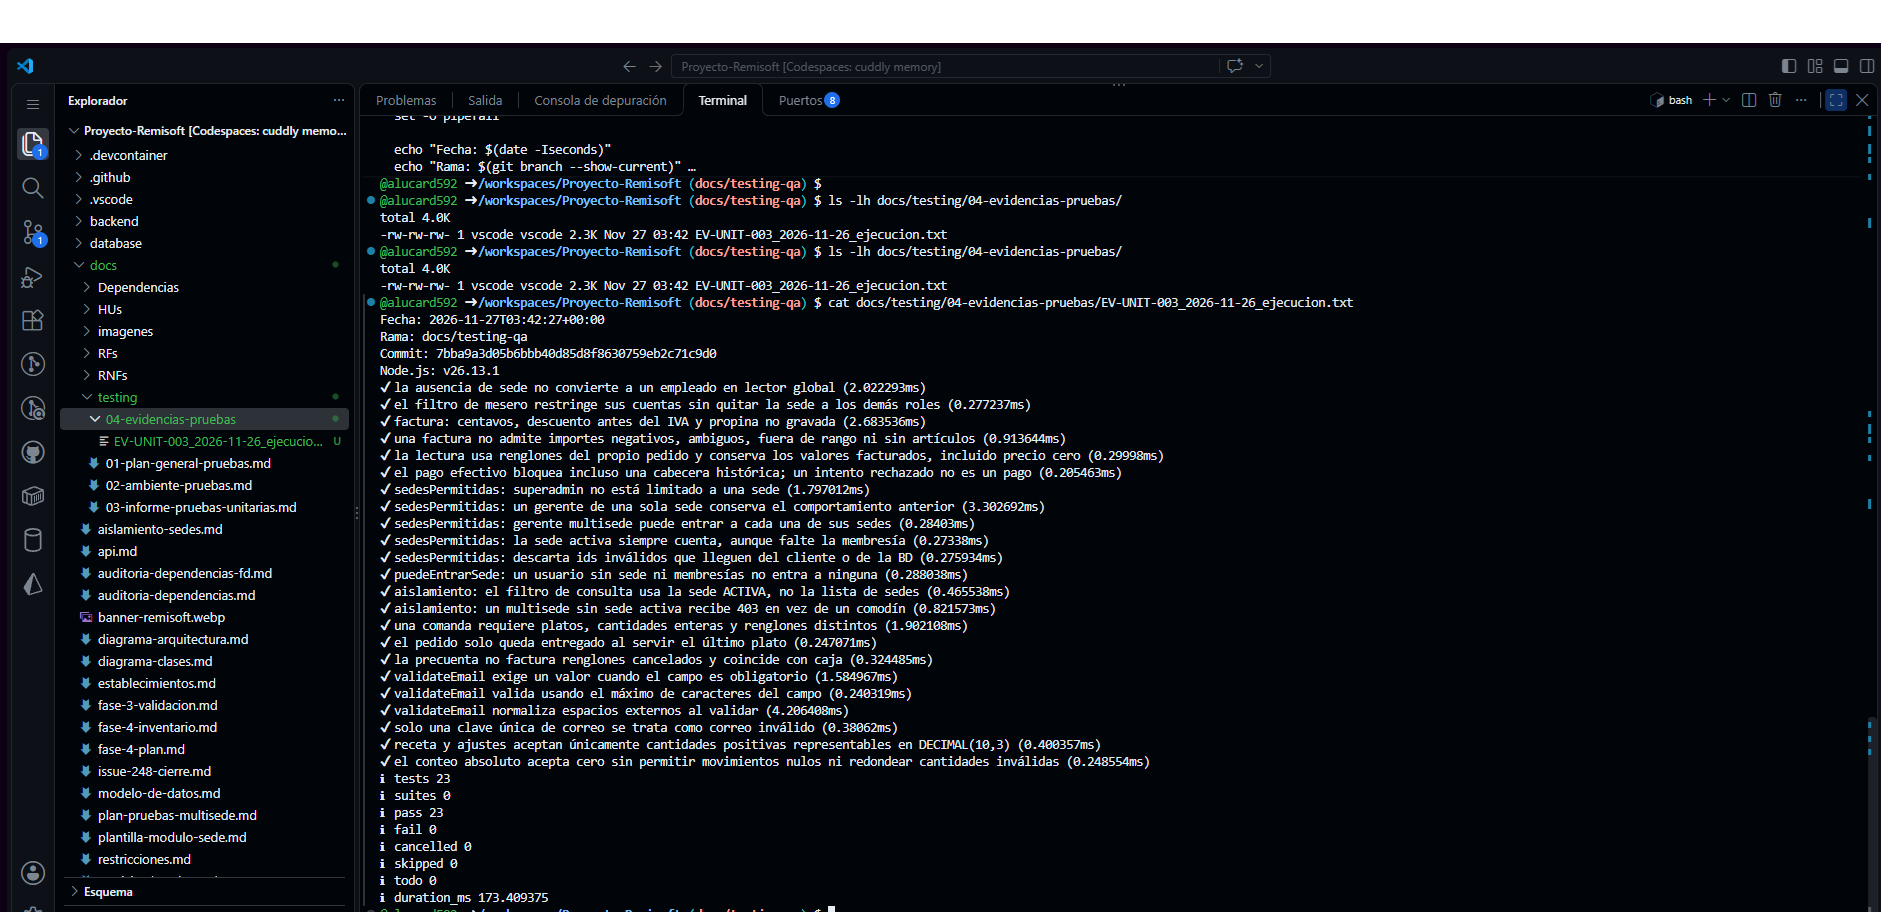 Proyecto-Remisoft [Codespaces: cuddly memory]
Explorador
Proyecto-Remisoft [Codespaces: cuddly memo...
.devcontainer
.github
.vscode
backend
database
docs
Dependencias
HUs
imagenes
RFs
RNFs
testing
04-evidencias-pruebas
EV-UNIT-003_2026-11-26_ejecucio... U
01-plan-general-pruebas.md
02-ambiente-pruebas.md
03-informe-pruebas-unitarias.md
aislamiento-sedes.md
api.md
auditoria-dependencias-fd.md
auditoria-dependencias.md
banner-remisoft.webp
diagrama-arquitectura.md
diagrama-clases.md
establecimientos.md
fase-3-validacion.md
fase-4-inventario.md
fase-4-plan.md
issue-248-cierre.md
modelo-de-datos.md
plan-pruebas-multisede.md
plantilla-modulo-sede.md
restricciones.md
Esquema
1
1
Problemas Salida Consola de depuración Terminal Puertos 8
bash
set -o pipefail
echo "Fecha: $(date -Iseconds)"
echo "Rama: $(git branch --show-current)" …
@alucard592 ➜/workspaces/Proyecto-Remisoft (docs/testing-qa) $
@alucard592 ➜/workspaces/Proyecto-Remisoft (docs/testing-qa) $ ls -lh docs/testing/04-evidencias-pruebas/
total 4.0K
-rw-rw-rw- 1 vscode vscode 2.3K Nov 27 03:42 EV-UNIT-003_2026-11-26_ejecucion.txt
@alucard592 ➜/workspaces/Proyecto-Remisoft (docs/testing-qa) $ ls -lh docs/testing/04-evidencias-pruebas/
total 4.0K
-rw-rw-rw- 1 vscode vscode 2.3K Nov 27 03:42 EV-UNIT-003_2026-11-26_ejecucion.txt
@alucard592 ➜/workspaces/Proyecto-Remisoft (docs/testing-qa) $ cat docs/testing/04-evidencias-pruebas/EV-UNIT-003_2026-11-26_ejecucion.txt
Fecha: 2026-11-27T03:42:27+00:00
Rama: docs/testing-qa
Commit: 7bba9a3d05b6bbb40d85d8f8630759eb2c71c9d0
Node.js: v26.13.1
✔ la ausencia de sede no convierte a un empleado en lector global (2.022293ms)
✔ el filtro de mesero restringe sus cuentas sin quitar la sede a los demás roles (0.277237ms)
✔ factura: centavos, descuento antes del IVA y propina no gravada (2.683536ms)
✔ una factura no admite importes negativos, ambiguos, fuera de rango ni sin artículos (0.913644ms)
✔ la lectura usa renglones del propio pedido y conserva los valores facturados, incluido precio cero (0.29998ms)
✔ el pago efectivo bloquea incluso una cabecera histórica; un intento rechazado no es un pago (0.205463ms)
✔ sedesPermitidas: superadmin no está limitado a una sede (1.797012ms)
✔ sedesPermitidas: un gerente de una sola sede conserva el comportamiento anterior (3.302692ms)
✔ sedesPermitidas: gerente multisede puede entrar a cada una de sus sedes (0.28403ms)
✔ sedesPermitidas: la sede activa siempre cuenta, aunque falte la membresía (0.27338ms)
✔ sedesPermitidas: descarta ids inválidos que lleguen del cliente o de la BD (0.275934ms)
✔ puedeEntrarSede: un usuario sin sede ni membresías no entra a ninguna (0.288038ms)
✔ aislamiento: el filtro de consulta usa la sede ACTIVA, no la lista de sedes (0.465538ms)
✔ aislamiento: un multisede sin sede activa recibe 403 en vez de un comodín (0.821573ms)
✔ una comanda requiere platos, cantidades enteras y renglones distintos (1.902108ms)
✔ el pedido solo queda entregado al servir el último plato (0.247071ms)
✔ la precuenta no factura renglones cancelados y coincide con caja (0.324485ms)
✔ validateEmail exige un valor cuando el campo es obligatorio (1.584967ms)
✔ validateEmail valida usando el máximo de caracteres del campo (0.240319ms)
✔ validateEmail normaliza espacios externos al validar (4.206408ms)
✔ solo una clave única de correo se trata como correo inválido (0.38062ms)
✔ receta y ajustes aceptan únicamente cantidades positivas representables en DECIMAL(10,3) (0.400357ms)
✔ el conteo absoluto acepta cero sin permitir movimientos nulos ni redondear cantidades inválidas (0.248554ms)
ℹ tests 23
ℹ suites 0
ℹ pass 23
ℹ fail 0
ℹ cancelled 0
ℹ skipped 0
ℹ todo 0
ℹ duration_ms 173.409375